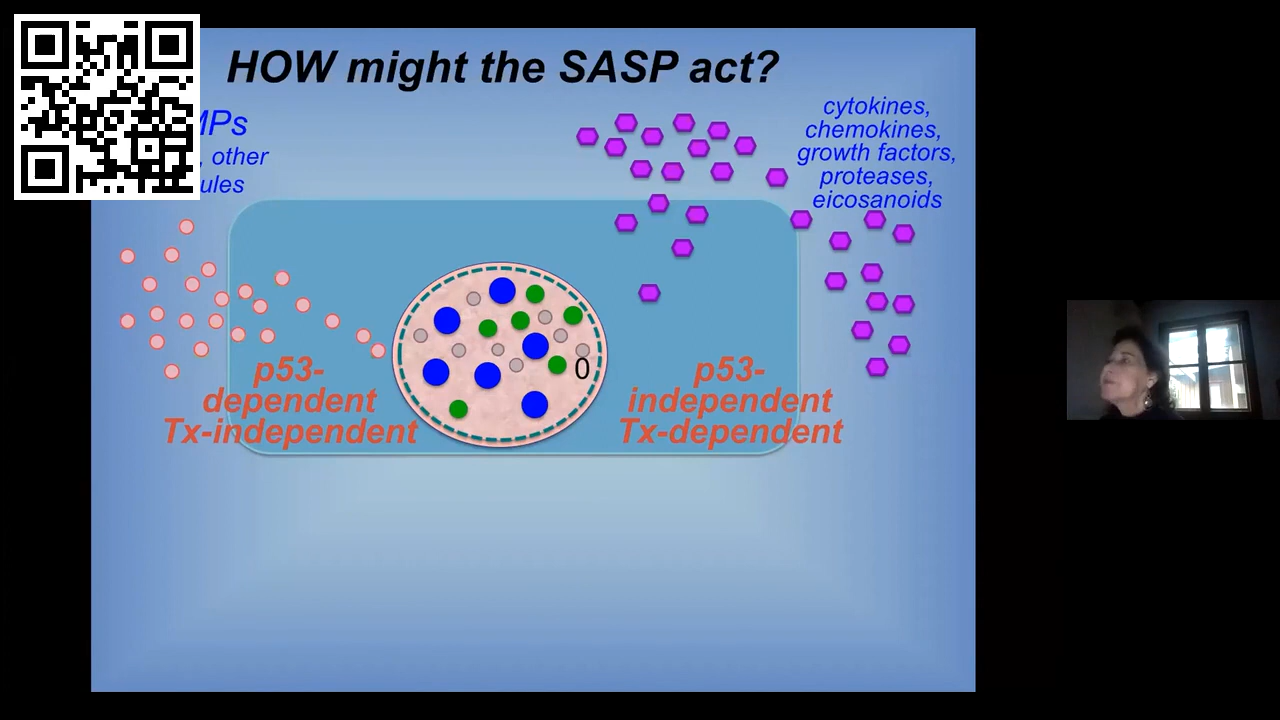 HOW might the SASP act?
MPs
, other
ules
cytokines,
chemokines,
growth factors,
proteases,
eicosanoids
p53-
dependent
Tx-independent
0
p53-
independent
Tx-dependent